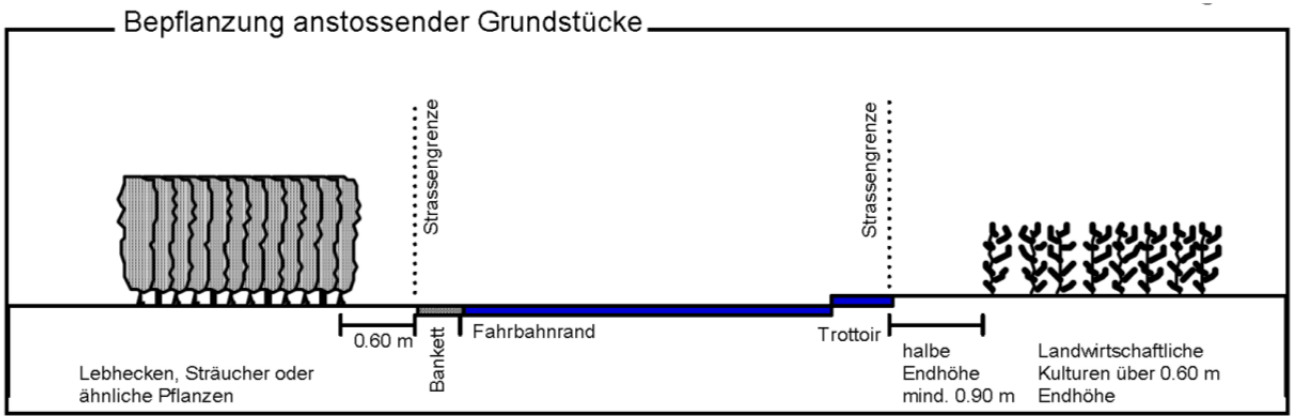 Bepflanzung anstossender Grundstücke
Strassengrenze
Strassengrenze
0.60 m
Bankett
Fahrbahnrand
Trottoir
halbe
Endhöhe
mind. 0.90 m
Landwirtschaftliche
Kulturen über 0.60 m
Endhöhe
Lebhecken, Sträucher oder
ähnliche Pflanzen